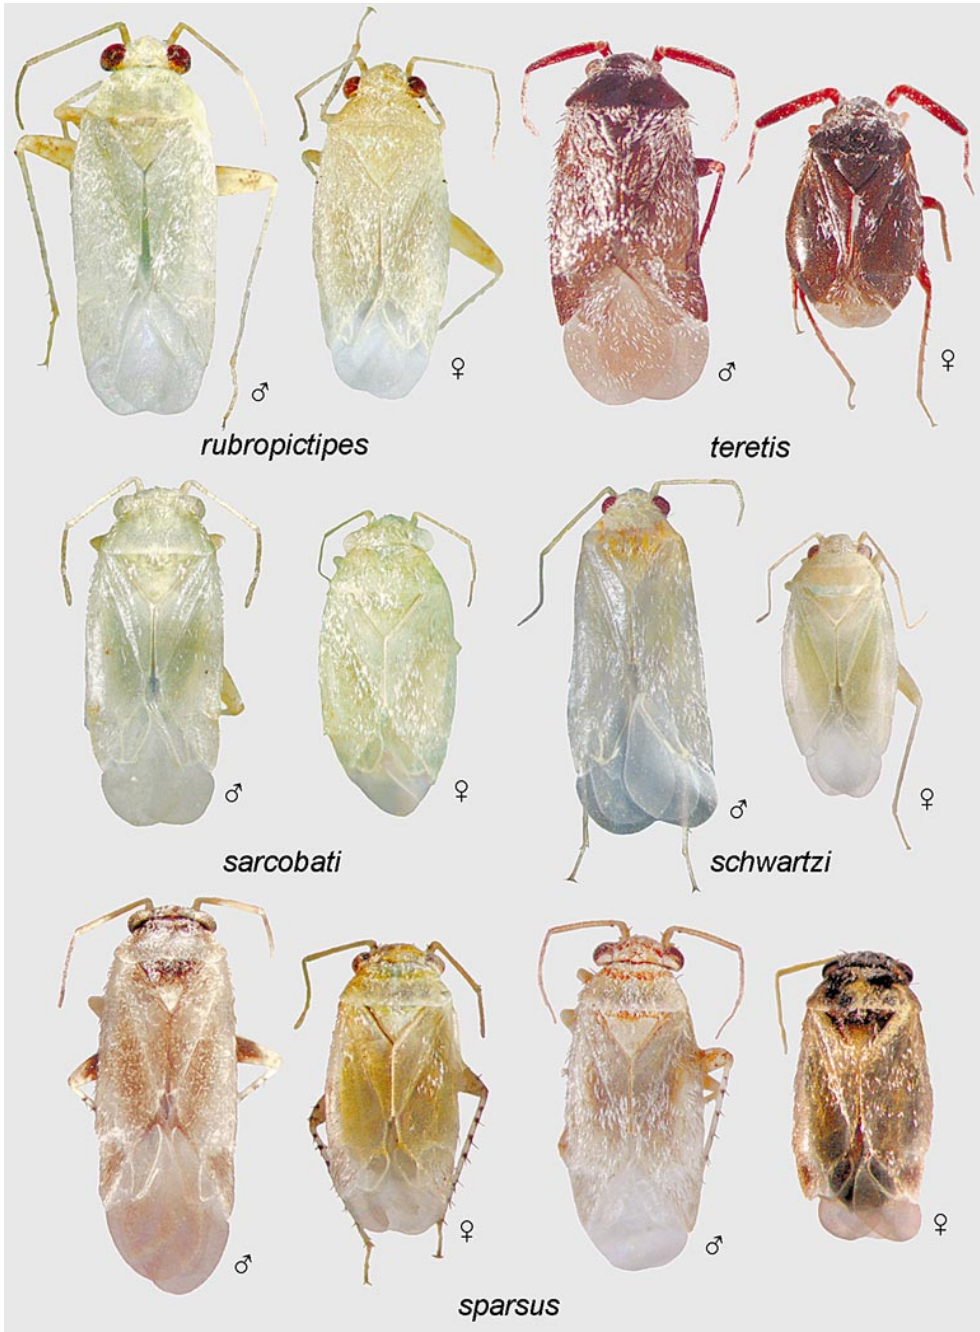 ♂ ♀ ♂ ♀
rubropictipes teretis
♂ ♀ ♂ ♀
sarcobati schwartzi
♂ ♀ ♂ ♀
sparsus